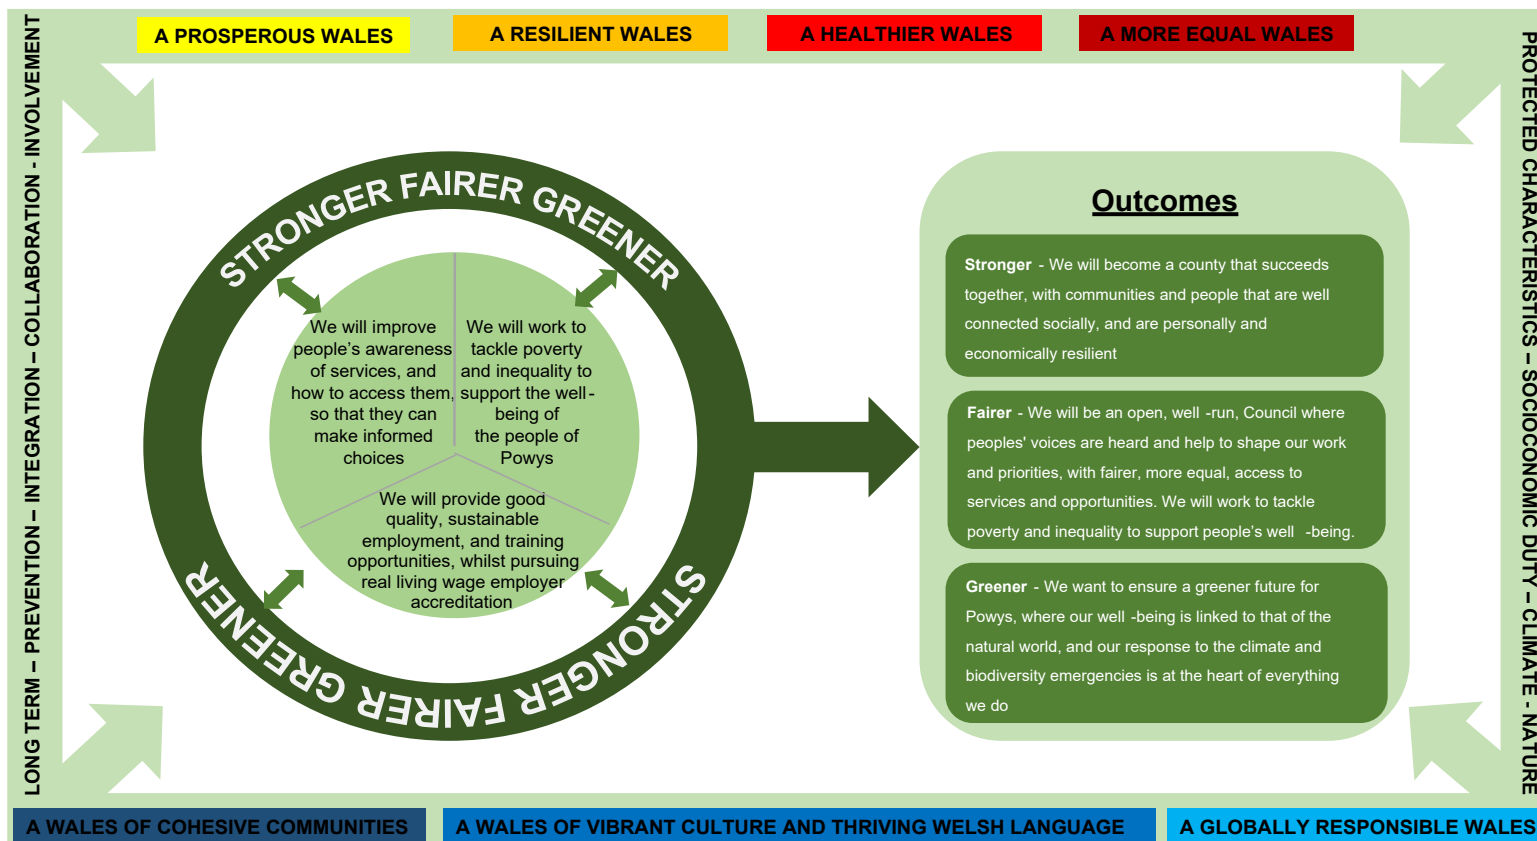 A PROSPEROUS WALES
A RESILIENT WALES
A HEALTHIER WALES
A MORE EQUAL WALES
LONG TERM – PREVENTION – INTEGRATION – COLLABORATION - INVOLVEMENT
STRONGER FAIRER GREENER
We will improve
people’s awareness
of services, and
how to access them,
so that they can
make informed
choices
We will work to
tackle poverty
and inequality to
support the well-
being of
the people of
Powys
We will provide good
quality, sustainable
employment, and training
opportunities, whilst pursuing
real living wage employer
accreditation
STRONGER FAIRER GREENER
Outcomes
Stronger - We will become a county that succeeds
together, with communities and people that are well
connected socially, and are personally and
economically resilient
Fairer - We will be an open, well -run, Council where
peoples' voices are heard and help to shape our work
and priorities, with fairer, more equal, access to
services and opportunities. We will work to tackle
poverty and inequality to support people’s well -being.
Greener - We want to ensure a greener future for
Powys, where our well -being is linked to that of the
natural world, and our response to the climate and
biodiversity emergencies is at the heart of everything
we do
PROTECTED CHARACTERISTICS – SOCIOECONOMIC DUTY – CLIMATE - NATURE
A WALES OF COHESIVE COMMUNITIES
A WALES OF VIBRANT CULTURE AND THRIVING WELSH LANGUAGE
A GLOBALLY RESPONSIBLE WALES